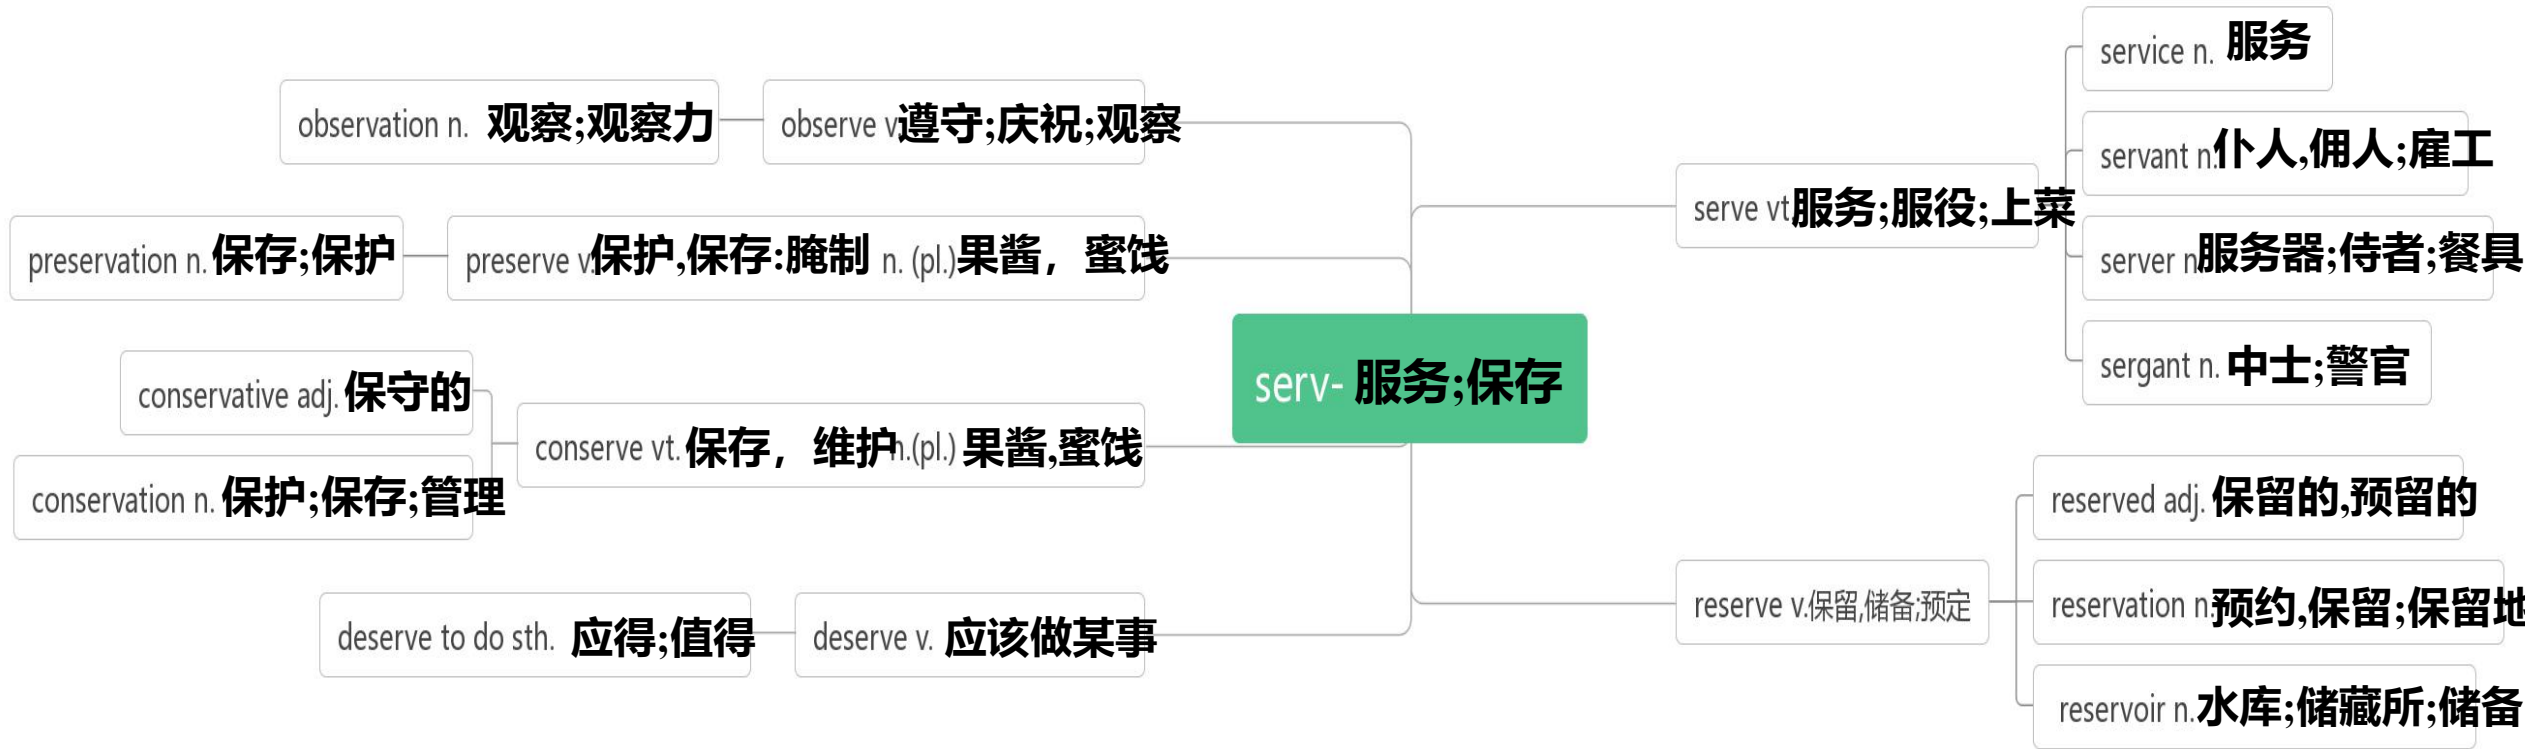 service n. 服务
observation n. 观察;观察力
observe v.遵守;庆祝;观察
servant n.仆人,佣人;雇工
serve vt.服务;服役;上菜
preservation n.保存;保护
preserve v.保护,保存:腌制 n. (pl.)果酱，蜜饯
server n.服务器;侍者;餐具
sergant n. 中士;警官
serv- 服务;保存
conservative adj.保守的
conserve vt.保存，维护n.(pl.) 果酱,蜜饯
conservation n.保护;保存;管理
reserved adj.保留的,预留的
reserve v.保留,储备;预定
reservation n.预约,保留;保留地
deserve to do sth. 应得;值得
deserve v. 应该做某事
reservoir n.水库;储藏所;储备